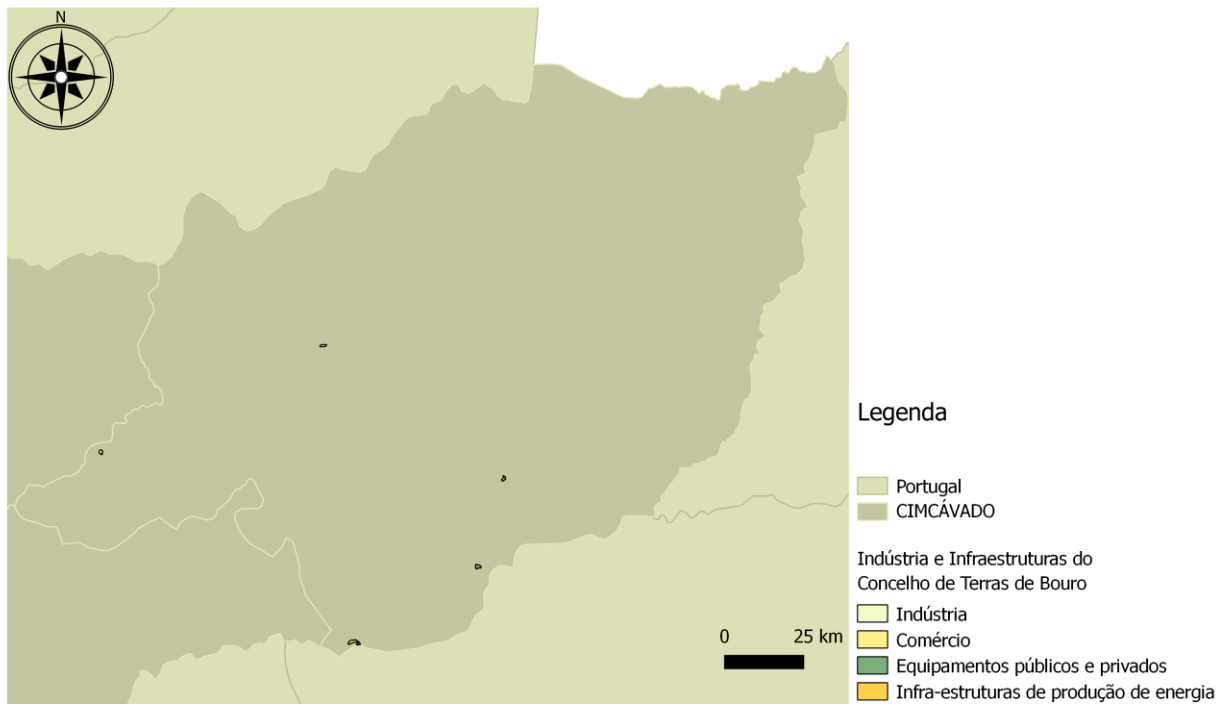 N
Legenda
Portugal
CIMCÁVADO
Indústria e Infraestruturas do
Concelho de Terras de Bouro
Indústria
0 25 km
Comércio
Equipamentos públicos e privados
Infra-estruturas de produção de energia